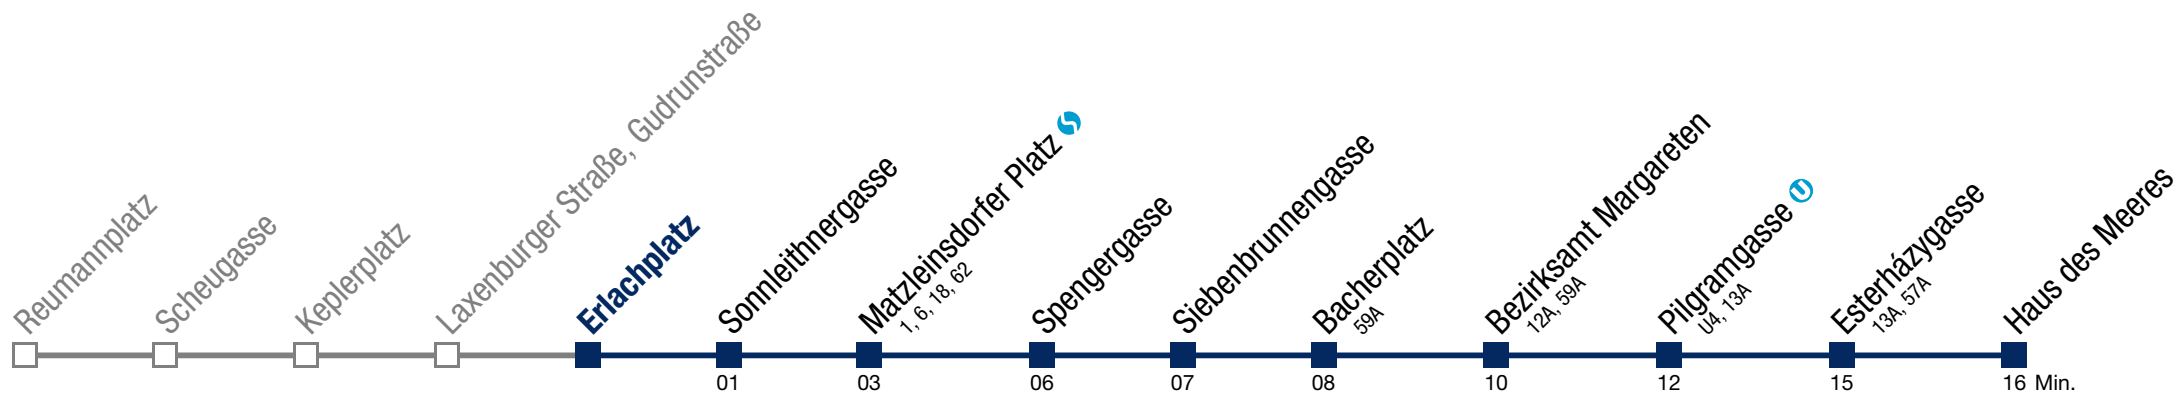 Reumannplatz
Scheugasse
Keplerplatz
Laxenburger Straße, Gudrunstraße
Erlachplatz
Sonnleithnergasse
01
Matzleinsdorfer Platz S
1, 6, 18, 62
03
Spengergasse
06
Siebenbrunnengasse
07
Bacherplatz
59A
08
Bezirksamt Margareten
12A, 59A
10
Pilgramgasse U
U4, 13A
12
Esterházygasse
13A, 57A
15
Haus des Meeres
16 Min.